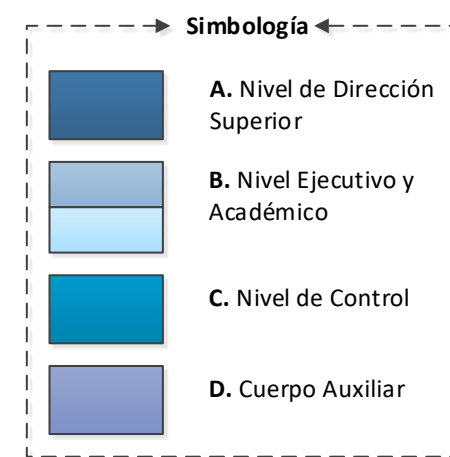 Simbología
A. Nivel de Dirección
Superior
B. Nivel Ejecutivo y
Académico
C. Nivel de Control
D. Cuerpo Auxiliar